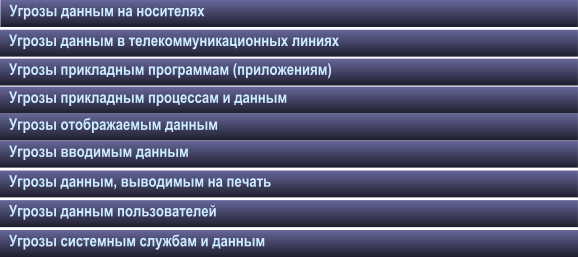 Угрозы данным на носителях
Угрозы данным в телекоммуникационных линиях
Угрозы прикладным программам (приложениям)
Угрозы прикладным процессам и данным
Угрозы отображаемым данным
Угрозы вводимым данным
Угрозы данным, выводимым на печать
Угрозы данным пользователей
Угрозы системным службам и данным